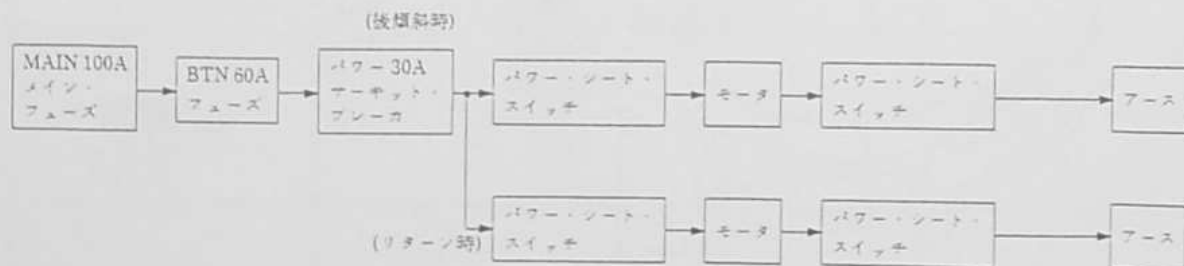 (後傾斜時)
MAIN 100A
メイン・
フューズ
BTN 60A
フューズ
パワー 30A
サーキット・
ブレーカ
パワー・シート・
スイッチ
モータ
パワー・シート・
スイッチ
アース
(リターン時)
パワー・シート・
スイッチ
モータ
パワー・シート・
スイッチ
アース